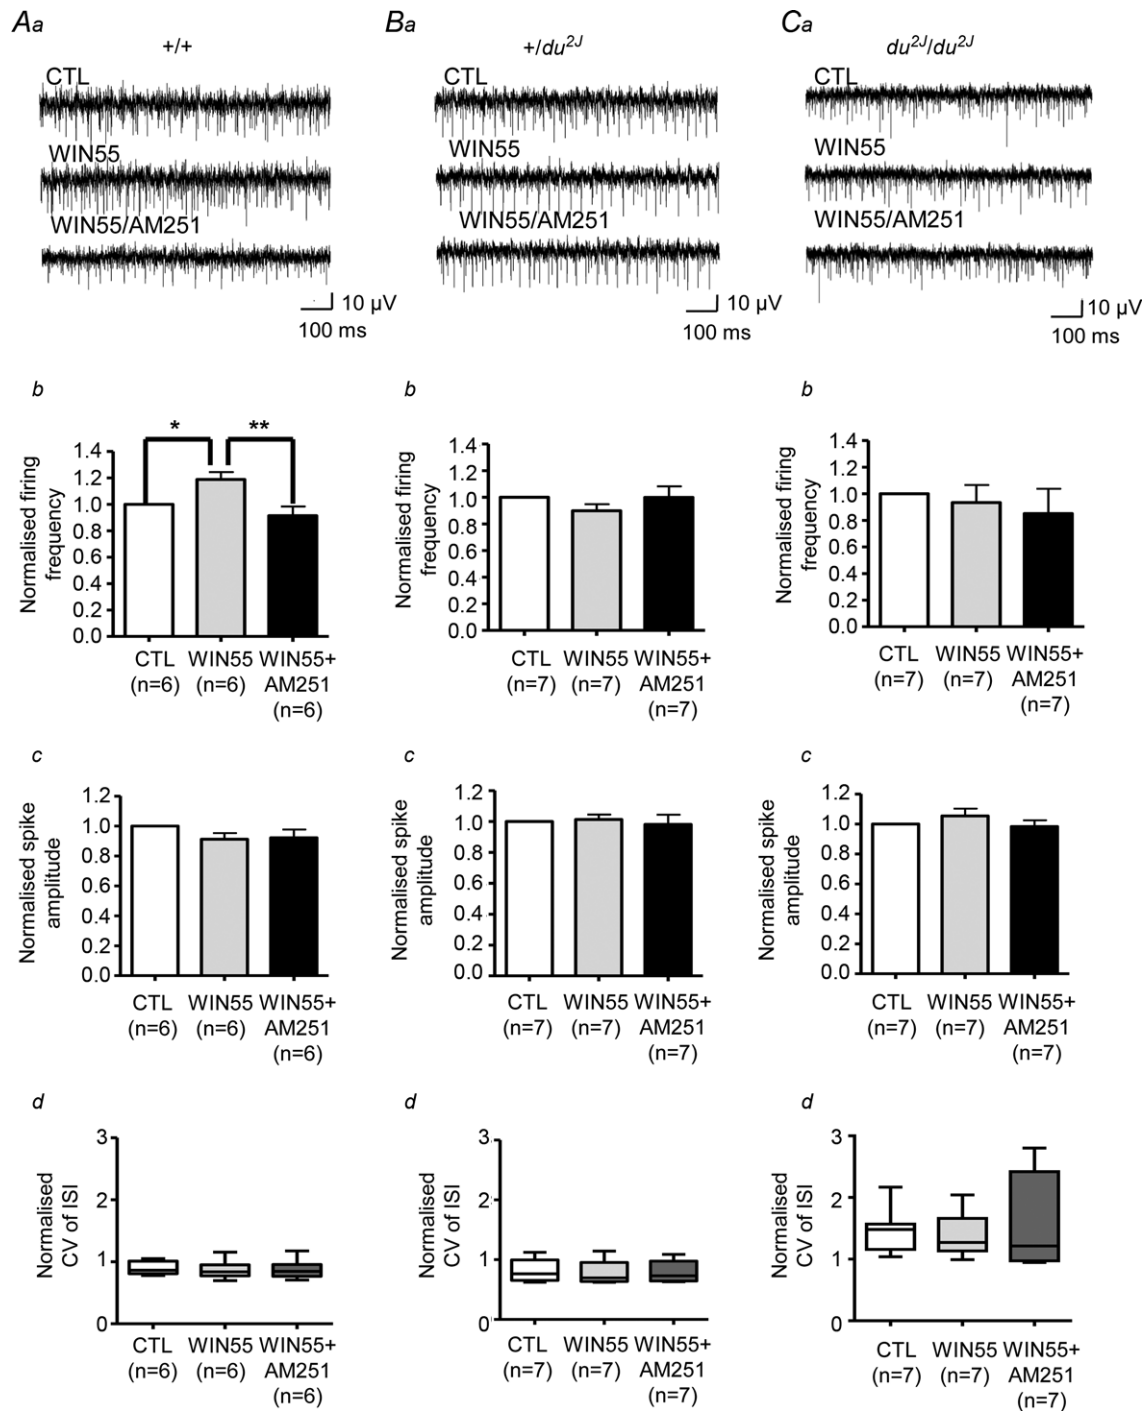 Aa
+/+
CTL
WIN55
WIN55/AM251
10 µV
100 ms
Ba
+/du2J
CTL
WIN55
WIN55/AM251
10 µV
100 ms
Ca
du2J/du2J
CTL
WIN55
WIN55/AM251
10 µV
100 ms
b
Normalised firing
frequency
1.4
1.2
1.0
0.8
0.6
0.4
0.2
0.0
*
**
CTL WIN55 WIN55+
(n=6) (n=6) AM251
(n=6)
b
Normalised firing
frequency
1.4
1.2
1.0
0.8
0.6
0.4
0.2
0.0
CTL WIN55 WIN55+
(n=7) (n=7) AM251
(n=7)
b
Normalised firing
frequency
1.4
1.2
1.0
0.8
0.6
0.4
0.2
0.0
CTL WIN55 WIN55+
(n=7) (n=7) AM251
(n=7)
c
Normalised spike
amplitude
1.2
1.0
0.8
0.6
0.4
0.2
0.0
CTL WIN55 WIN55+
(n=6) (n=6) AM251
(n=6)
c
Normalised spike
amplitude
1.2
1.0
0.8
0.6
0.4
0.2
0.0
CTL WIN55 WIN55+
(n=7) (n=7) AM251
(n=7)
c
Normalised spike
amplitude
1.2
1.0
0.8
0.6
0.4
0.2
0.0
CTL WIN55 WIN55+
(n=7) (n=7) AM251
(n=7)
d
Normalised
CV of ISI
3
2
1
0
CTL WIN55 WIN55+
(n=6) (n=6) AM251
(n=6)
d
Normalised
CV of ISI
3
2
1
0
CTL WIN55 WIN55+
(n=7) (n=7) AM251
(n=7)
d
Normalised
CV of ISI
3
2
1
0
CTL WIN55 WIN55+
(n=7) (n=7) AM251
(n=7)